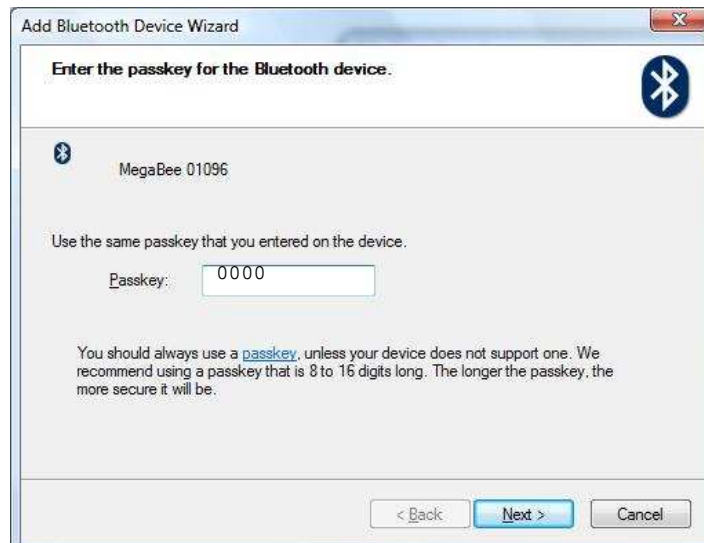 Add Bluetooth Device Wizard
X
Enter the passkey for the Bluetooth device.
MegaBee 01096
Use the same passkey that you entered on the device.
Passkey: 0000
You should always use a passkey, unless your device does not support one. We
recommend using a passkey that is 8 to 16 digits long. The longer the passkey, the
more secure it will be.
< Back Next > Cancel